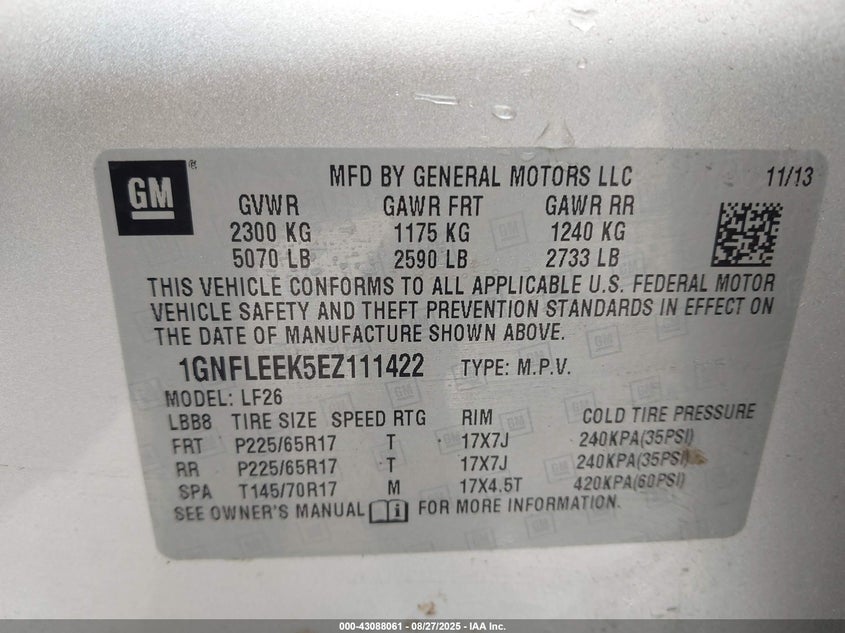 GM
®
MFD BY GENERAL MOTORS LLC 11/13
GVWR GAWR FRT GAWR RR
2300 KG 1175 KG 1240 KG
5070 LB 2590 LB 2733 LB
THIS VEHICLE CONFORMS TO ALL APPLICABLE U.S. FEDERAL MOTOR
VEHICLE SAFETY AND THEFT PREVENTION STANDARDS IN EFFECT ON
THE DATE OF MANUFACTURE SHOWN ABOVE.
1GNFLEEK5EZ111422 TYPE: M.P.V.
MODEL: LF26
LBB8 TIRE SIZE SPEED RTG RIM COLD TIRE PRESSURE
FRT P225/65R17 T 17X7J 240KPA(35PSI)
RR P225/65R17 T 17X7J 240KPA(35PSI)
SPA T145/70R17 M 17X4.5T 420KPA(60PSI)
SEE OWNER'S MANUAL i FOR MORE INFORMATION.
000-43088061 - 08/27/2025 - IAA Inc.